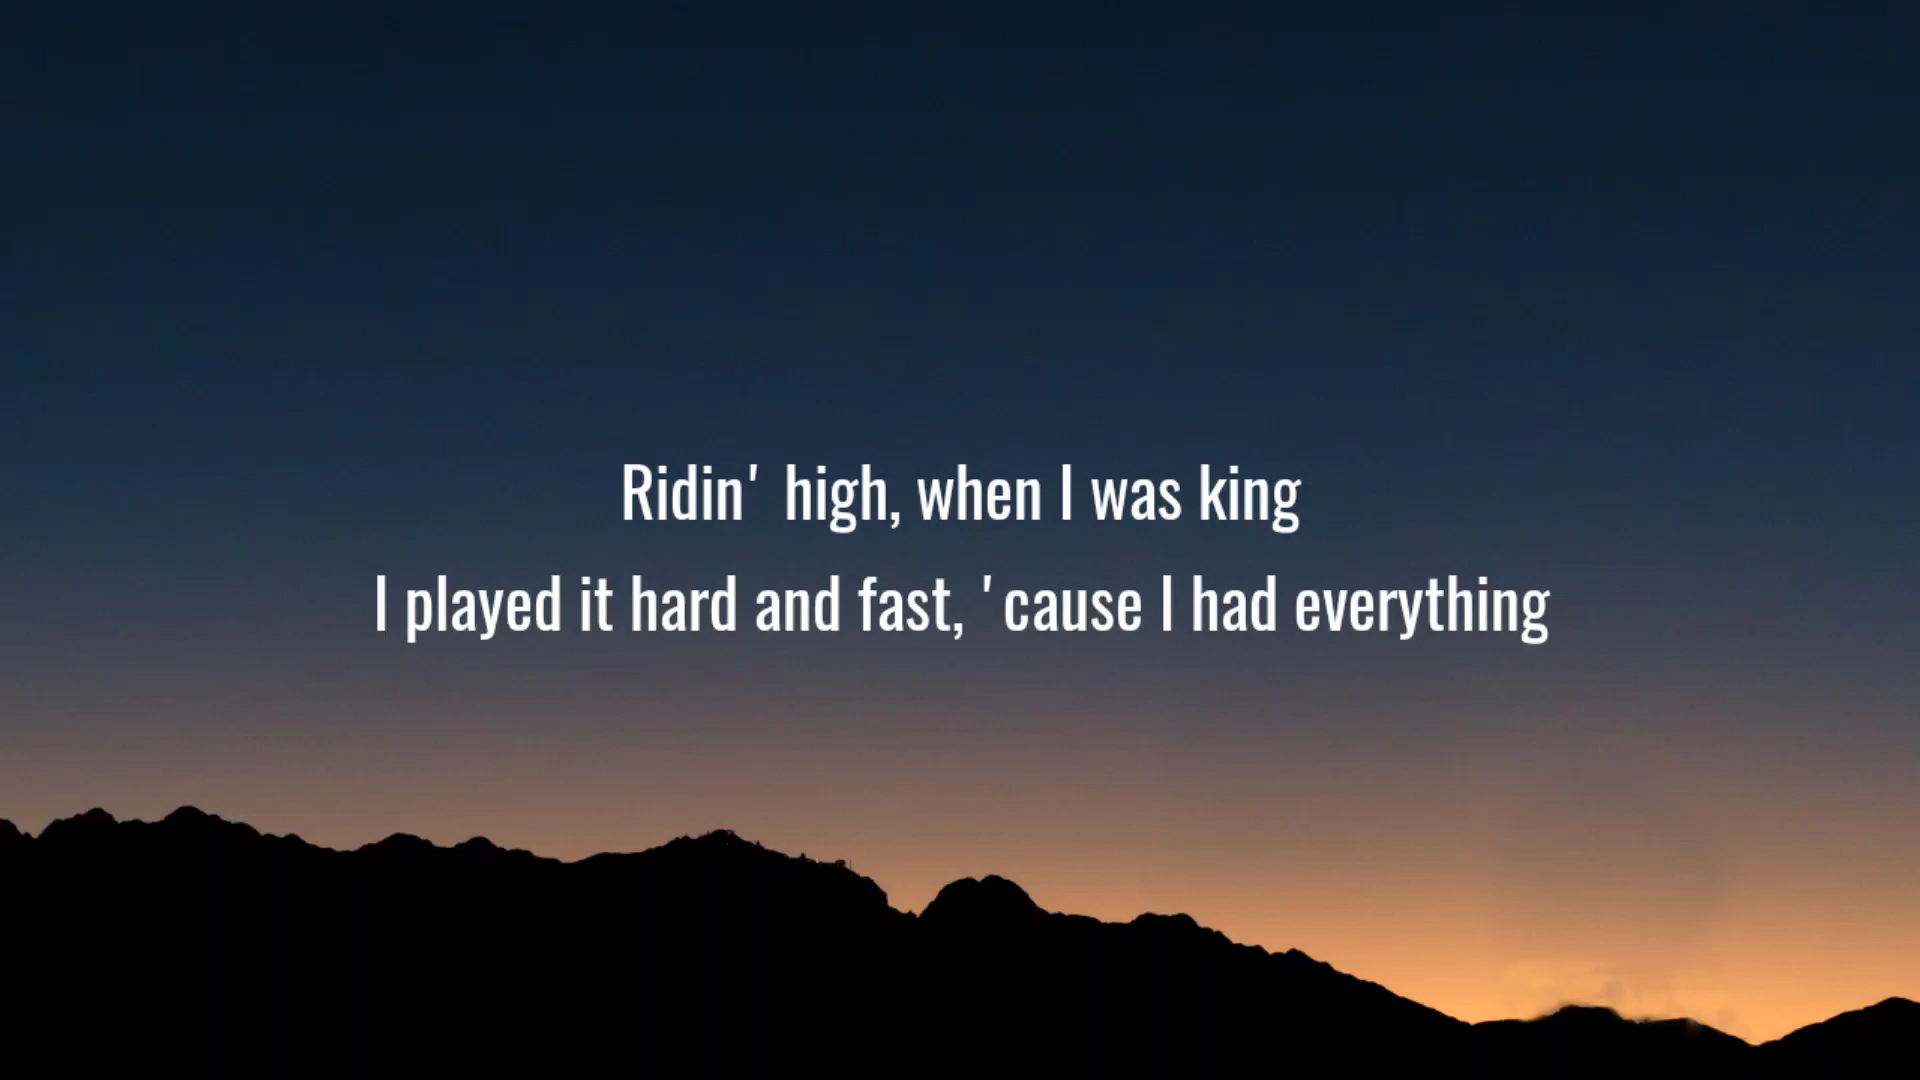 Ridin' high, when I was king
I played it hard and fast, 'cause I had everything